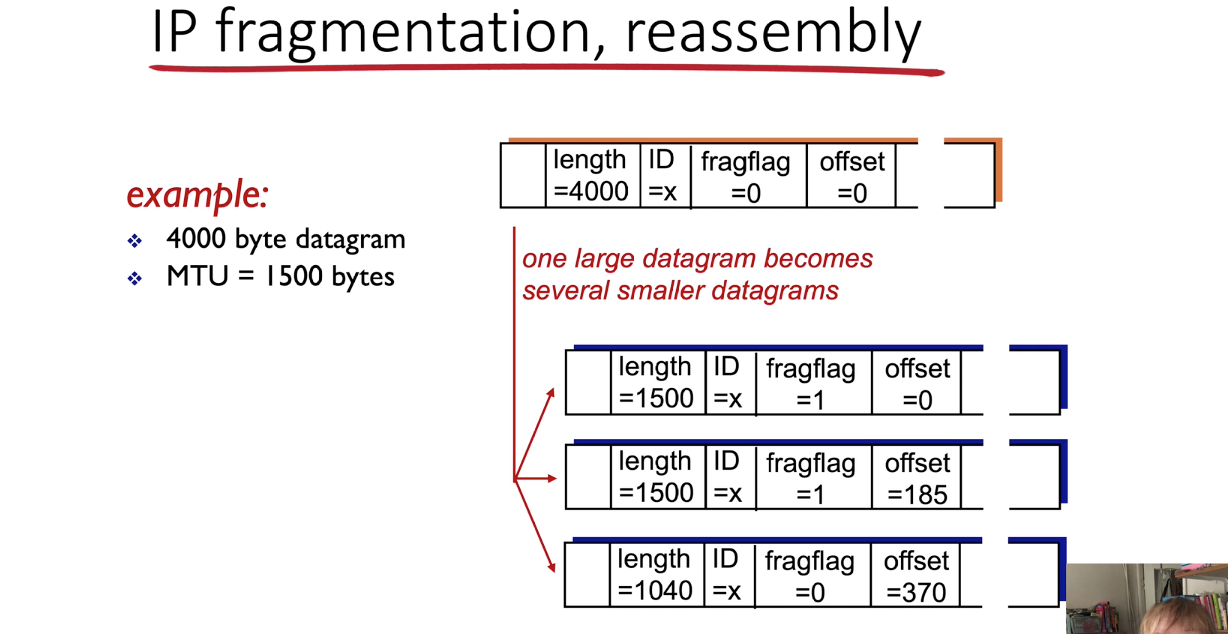 IP fragmentation, reassembly
example:
❖ 4000 byte datagram
❖ MTU = 1500 bytes
length ID fragflag offset
=4000 =x =0 =0
one large datagram becomes
several smaller datagrams
length ID fragflag offset
=1500 =x =1 =0
length ID fragflag offset
=1500 =x =1 =185
length ID fragflag offset
=1040 =x =0 =370